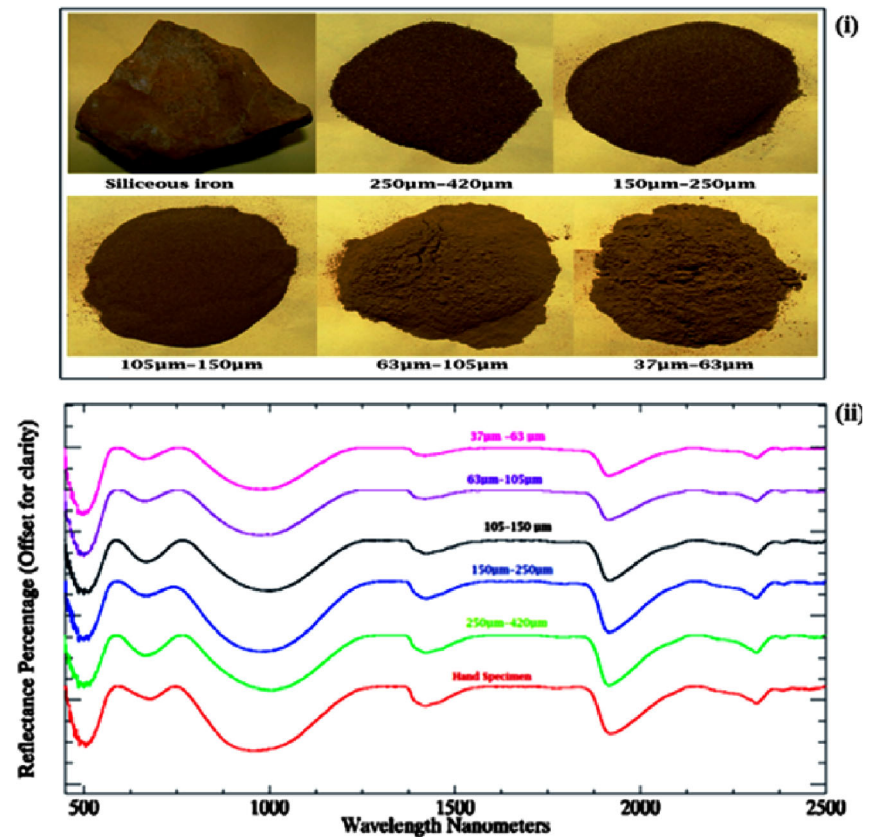 (i)
Siliceous iron
250µm-420µm
150µm-250µm
105µm-150µm
63µm-105µm
37µm-63µm
(ii)
Reflectance Percentage (Offset for clarity)
37µm -63 µm
63µm-105µm
105-150 µm
150µm-250µm
250µm-420µm
Hand Specimen
500
1000
1500
2000
2500
Wavelength Nanometers